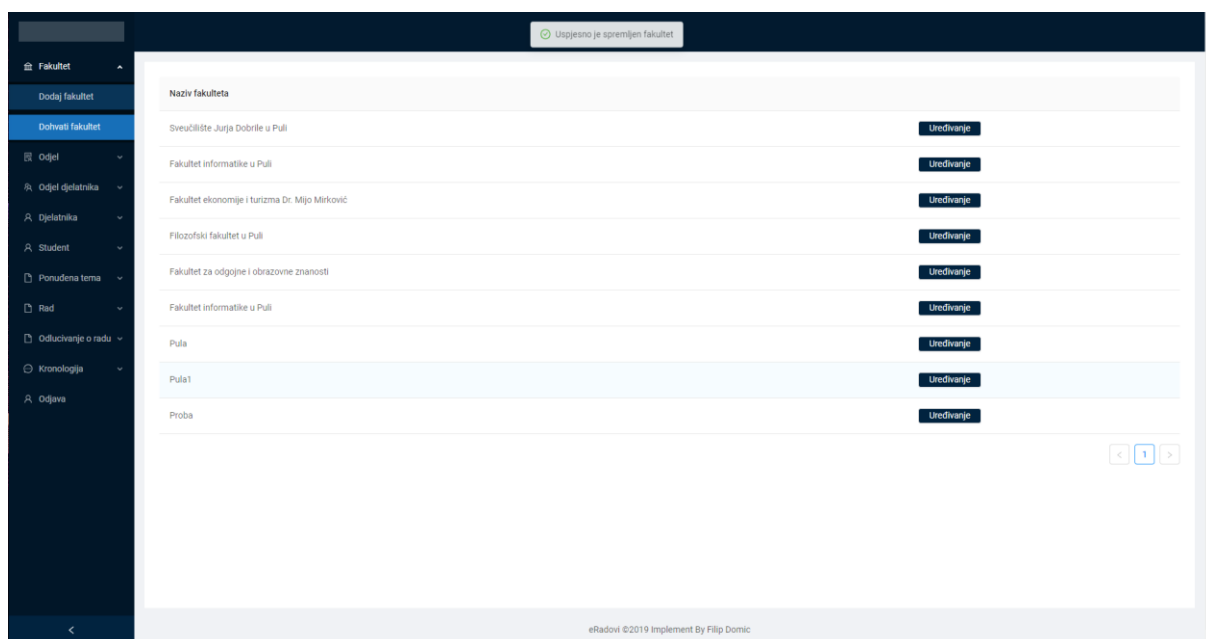 Uspjesno je spremljen fakultet
Fakultet
Dodaj fakultet
Dohvati fakultet
Odjel
Odjel djelatnika
Djelatnika
Student
Ponuđena tema
Rad
Odlucivanje o radu
Kronologija
Odjava
Naziv fakulteta
Sveučilište Jurja Dobrile u Puli Uređivanje
Fakultet informatike u Puli Uređivanje
Fakultet ekonomije i turizma Dr. Mijo Mirković Uređivanje
Filozofski fakultet u Puli Uređivanje
Fakultet za odgojne i obrazovne znanosti Uređivanje
Fakultet informatike u Puli Uređivanje
Pula Uređivanje
Pula1 Uređivanje
Proba Uređivanje
< 1 >
eRadovi ©2019 Implement By Filip Domic